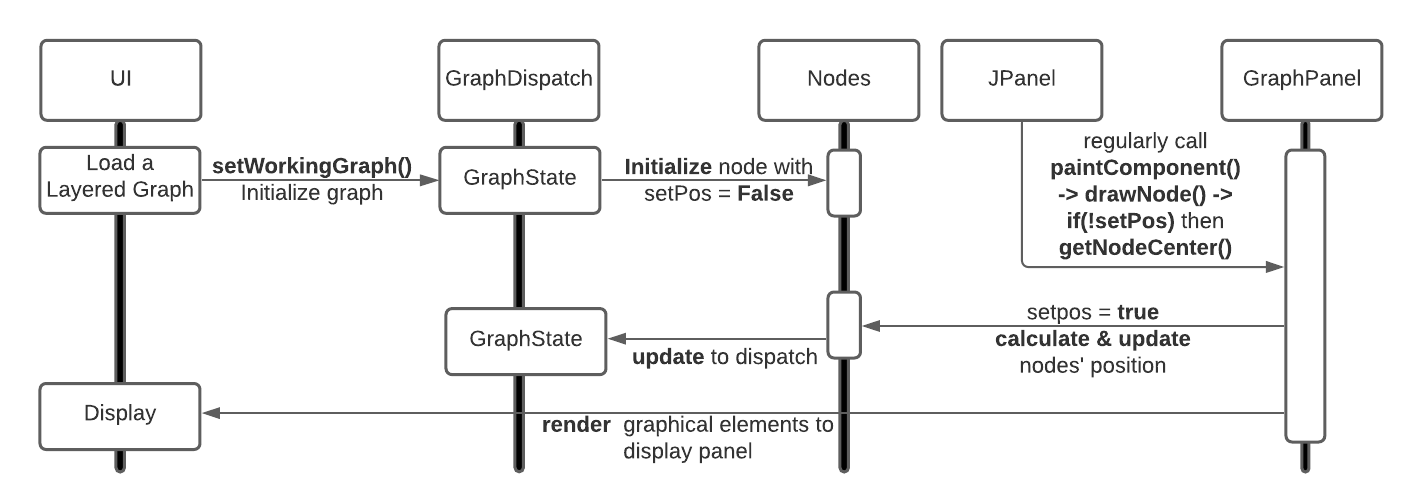 UI
GraphDispatch
Nodes
JPanel
GraphPanel
Load a
Layered Graph
setWorkingGraph()
Initialize graph
GraphState
Initialize node with
setPos = False
regularly call
paintComponent()
-> drawNode() ->
if(!setPos) then
getNodeCenter()
setpos = true
calculate & update
nodes' position
GraphState
update to dispatch
Display
render graphical elements to
display panel